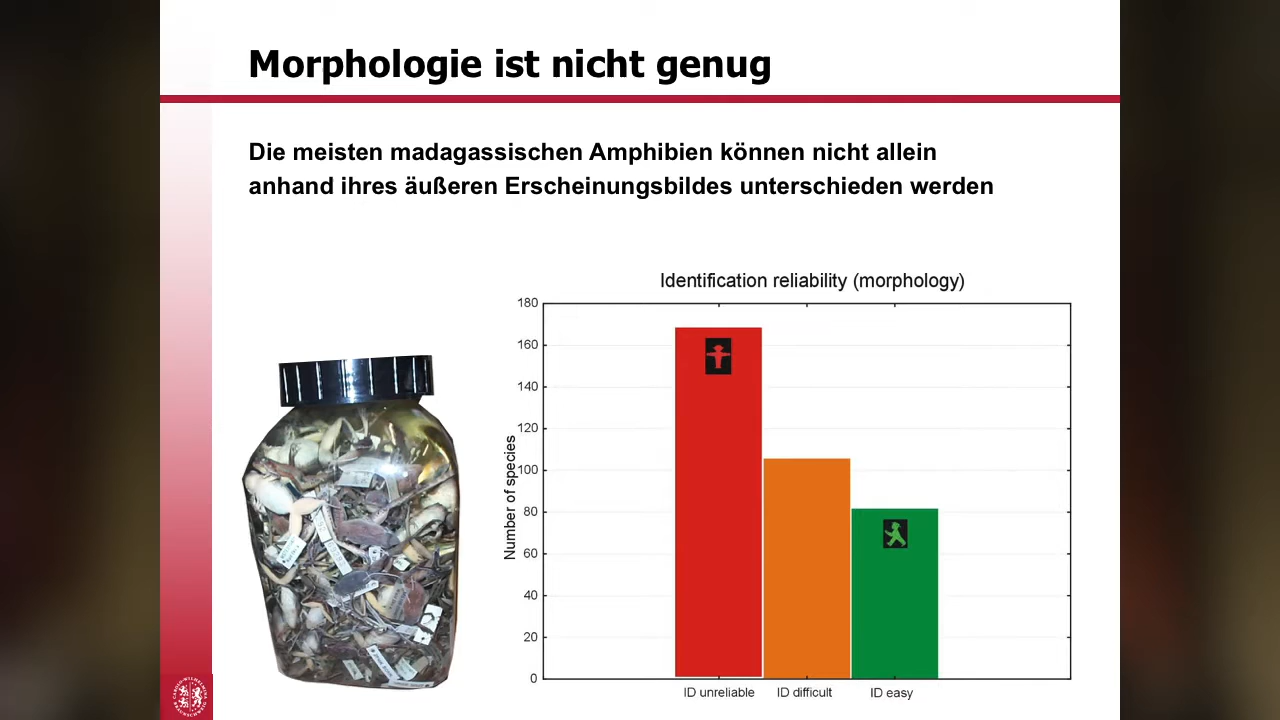 Morphologie ist nicht genug
Die meisten madagassischen Amphibien können nicht allein
anhand ihres äußeren Erscheinungsbildes unterschieden werden
Identification reliability (morphology)
Number of species
180
160
140
120
100
80
60
40
20
0
ID unreliable ID difficult ID easy